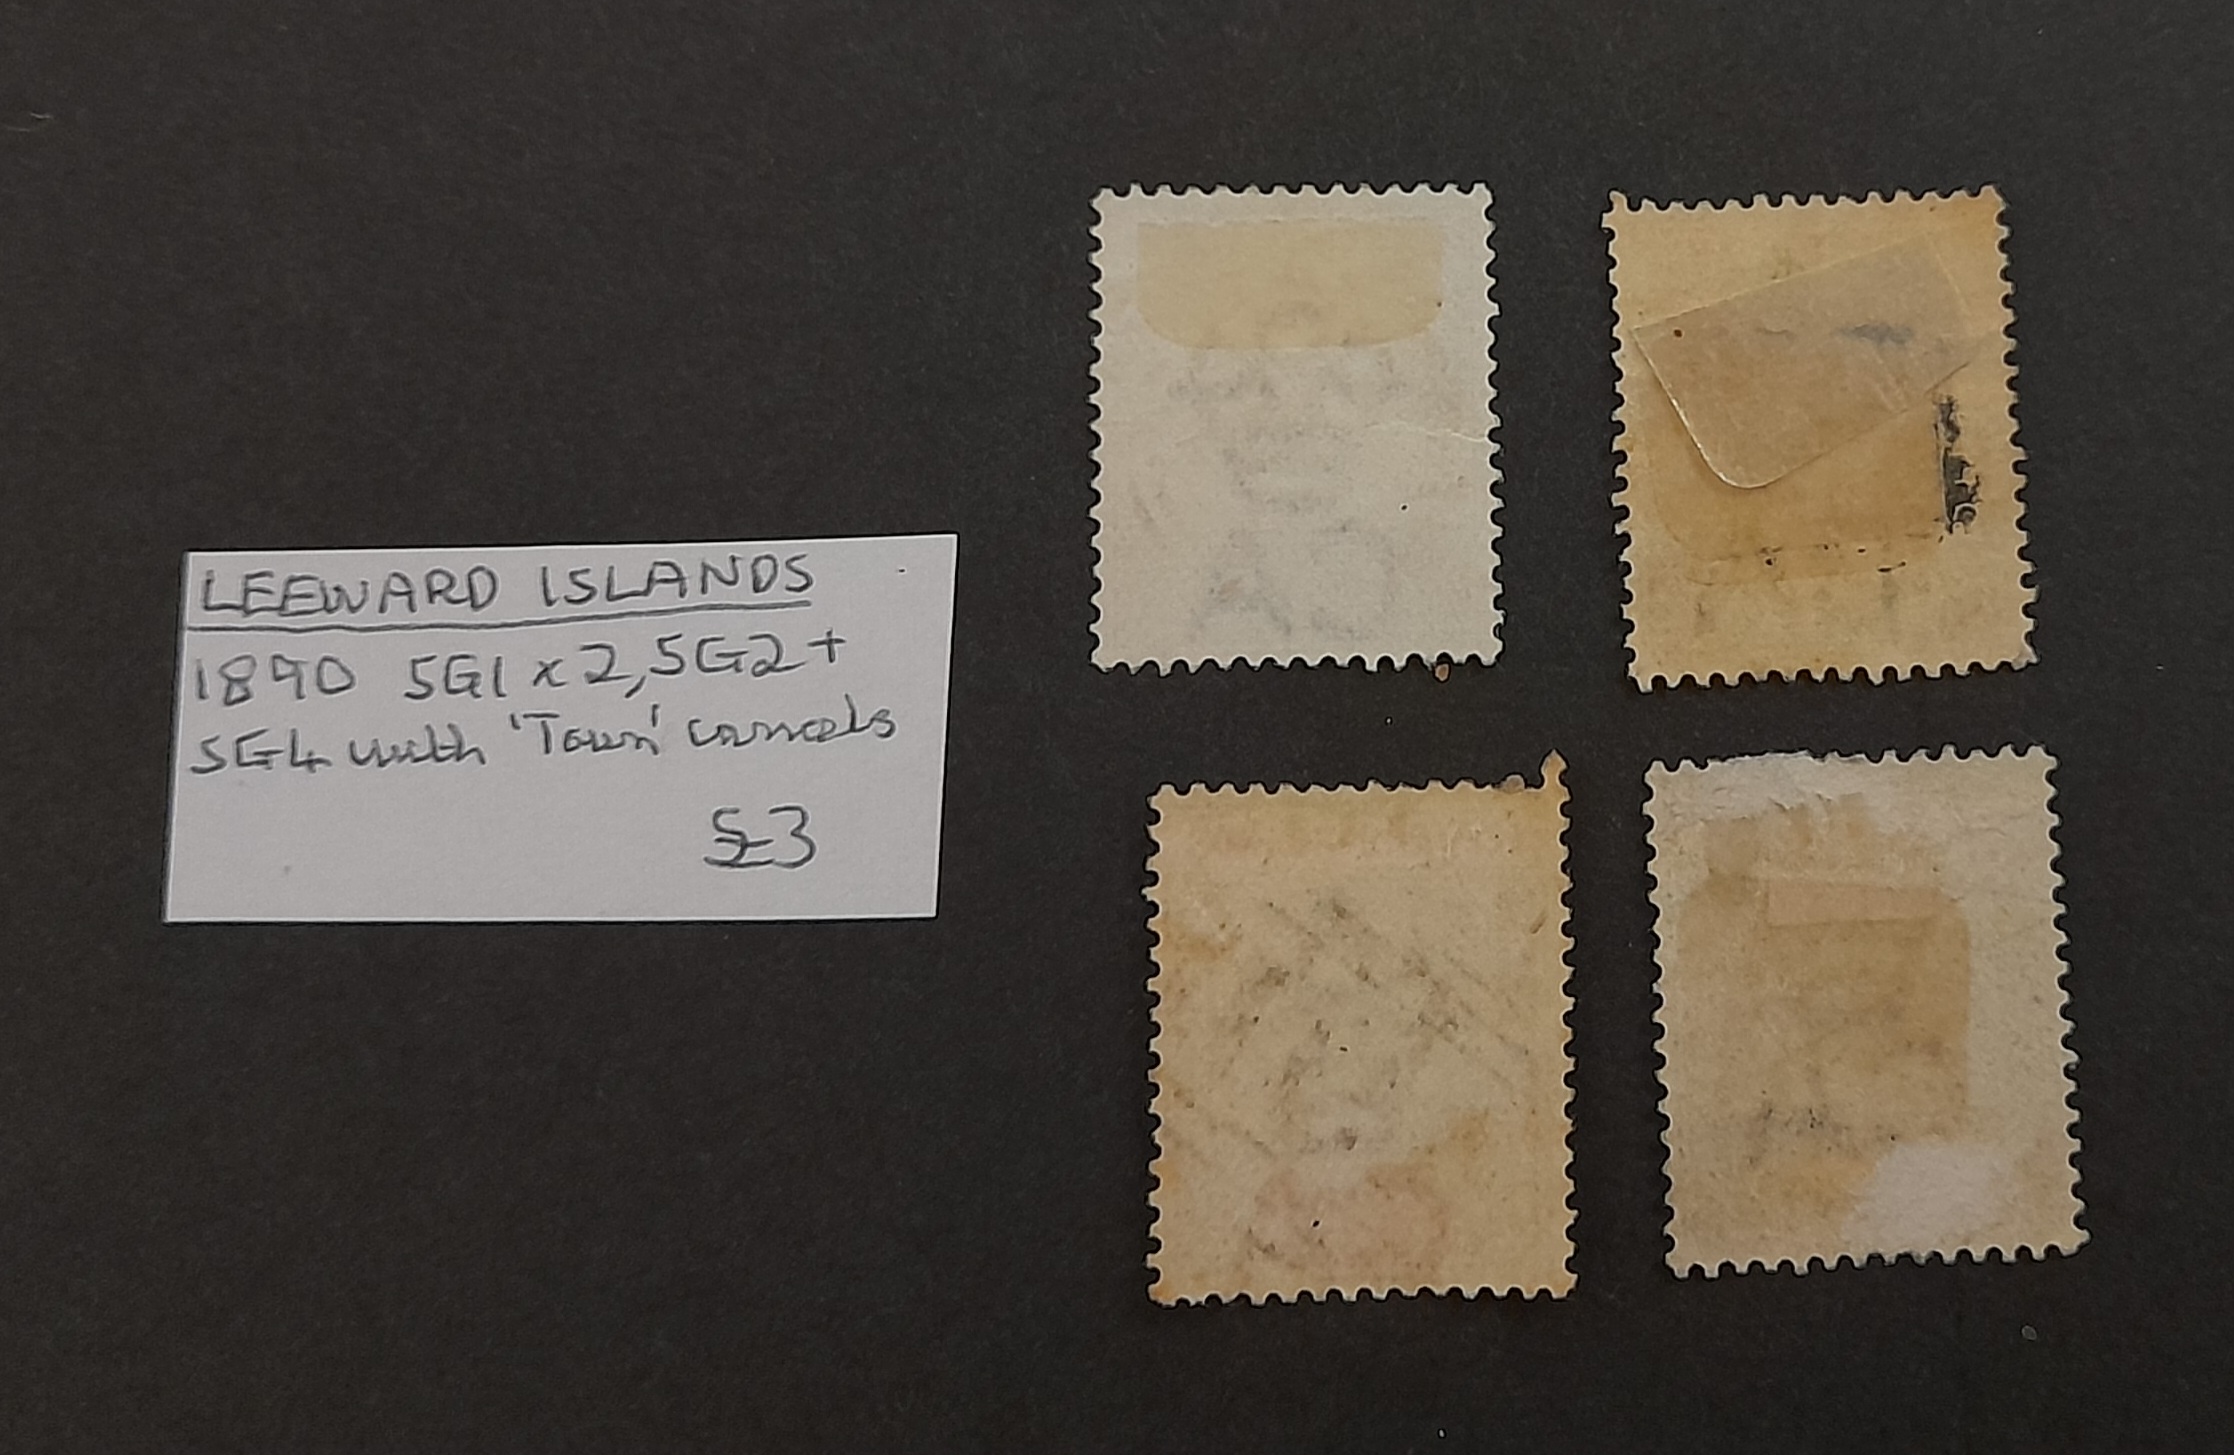 LEEWARD ISLANDS
1890 SG1 x 2, SG2 +
SG4 with 'Town' cancels
£3